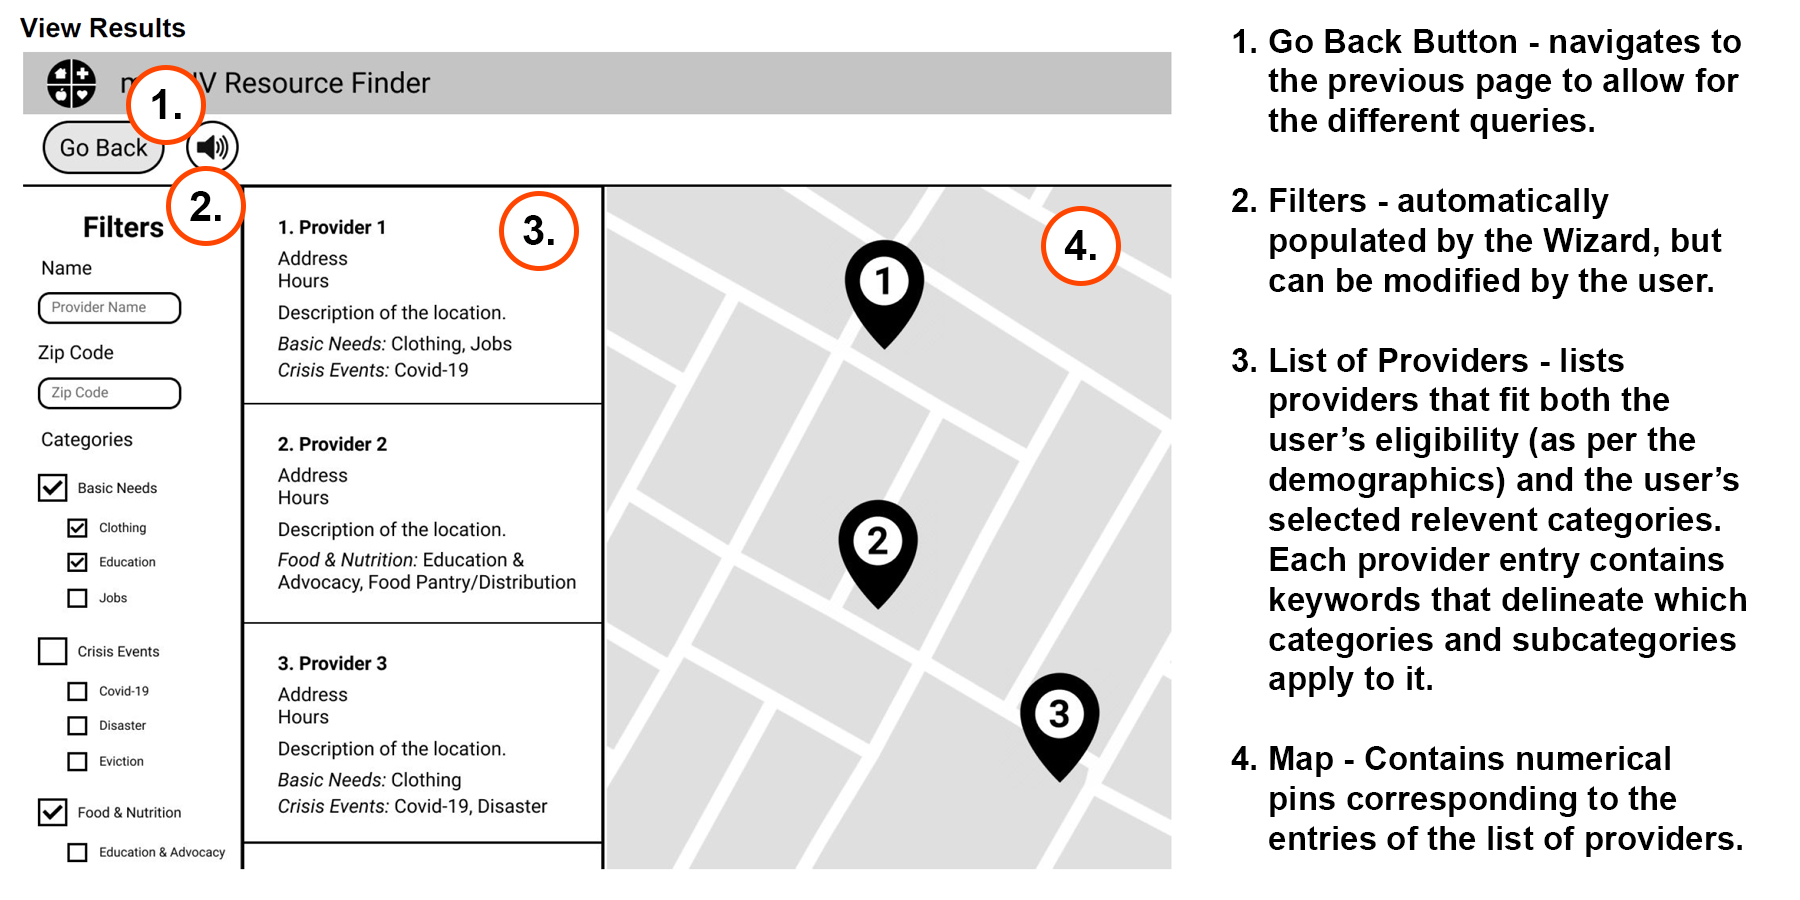 View Results
V Resource Finder
1.
Go Back
2.
Filters
Name
Provider Name
Zip Code
Zip Code
Categories
Basic Needs
Clothing
Education
Jobs
Crisis Events
Covid-19
Disaster
Eviction
Food & Nutrition
Education & Advocacy
3.
1. Provider 1
Address
Hours
Description of the location.
Basic Needs: Clothing, Jobs
Crisis Events: Covid-19
2. Provider 2
Address
Hours
Description of the location.
Food & Nutrition: Education &
Advocacy, Food Pantry/Distribution
3. Provider 3
Address
Hours
Description of the location.
Basic Needs: Clothing
Crisis Events: Covid-19, Disaster
4.
1
2
3
1. Go Back Button - navigates to
the previous page to allow for
the different queries.
2. Filters - automatically
populated by the Wizard, but
can be modified by the user.
3. List of Providers - lists
providers that fit both the
user's eligibility (as per the
demographics) and the user's
selected relevent categories.
Each provider entry contains
keywords that delineate which
categories and subcategories
apply to it.
4. Map - Contains numerical
pins corresponding to the
entries of the list of providers.